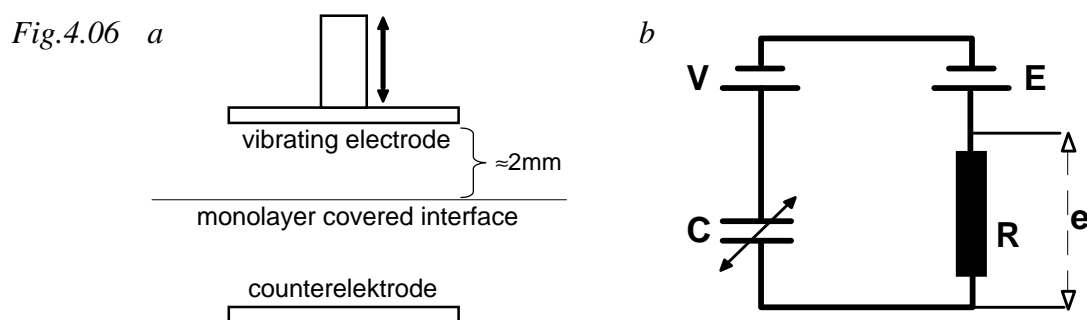 Fig.4.06 a
vibrating electrode
≈2mm
monolayer covered interface
counterelektrode
b
V
E
C
R
e